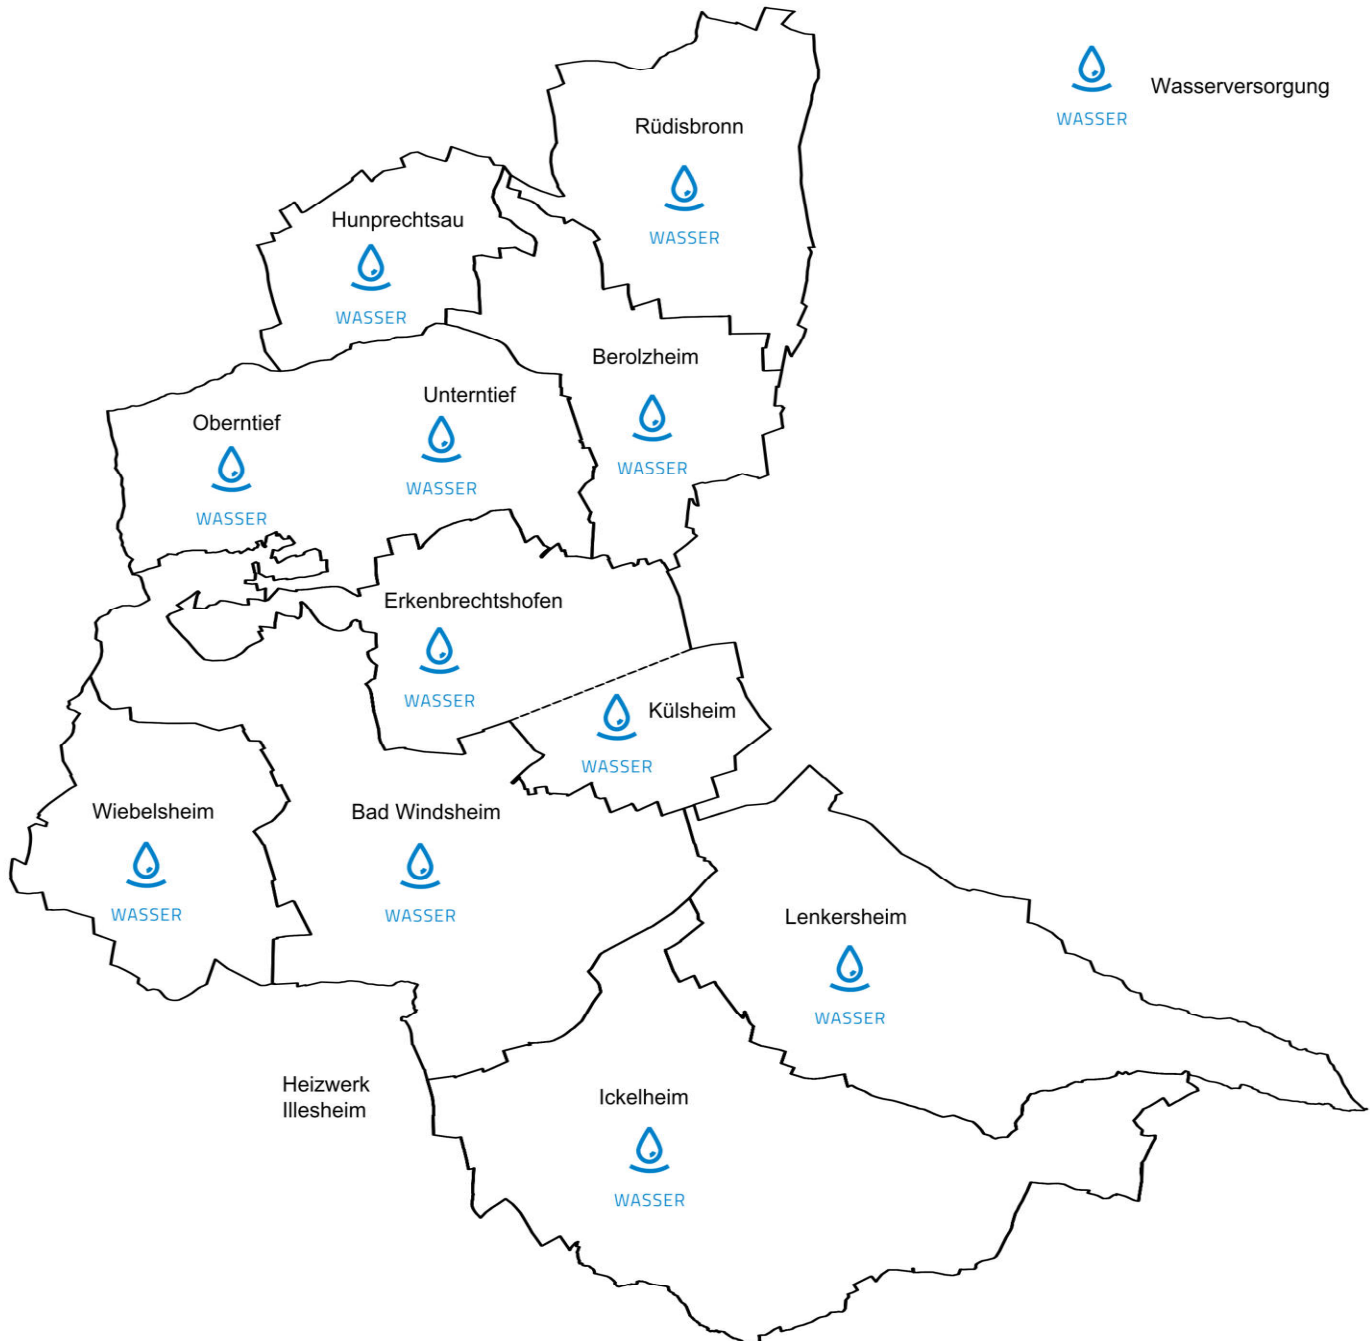 WASSER
Wasserversorgung
Rüdisbronn
WASSER
Hunprechtsau
WASSER
Berolzheim
WASSER
Unterntief
WASSER
Oberntief
WASSER
Erkenbrechtshofen
WASSER
Külsheim
WASSER
Wiebelsheim
WASSER
Bad Windsheim
WASSER
Lenkersheim
WASSER
Heizwerk
Illesheim
Ickelheim
WASSER